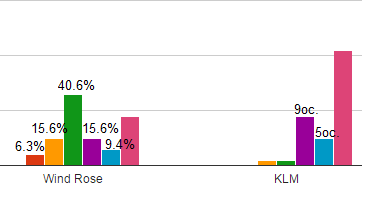 40.6%
15.6% 15.6%
6.3% 9.4%
9oc.
5oc.
Wind Rose KLM